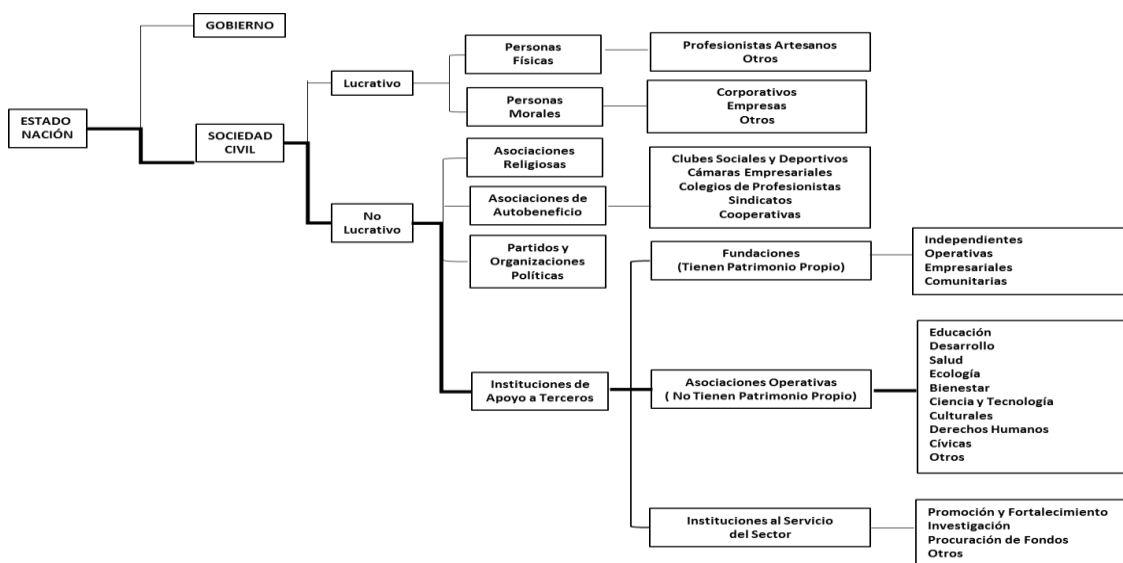 GOBIERNO
ESTADO
NACIÓN
SOCIEDAD
CIVIL
Lucrativo
Personas
Físicas
Profesionistas Artesanos
Otros
Personas
Morales
Corporativos
Empresas
Otros
No
Lucrativo
Asociaciones
Religiosas
Asociaciones de
Autobeneficio
Clubes Sociales y Deportivos
Cámaras Empresariales
Colegios de Profesionistas
Sindicatos
Cooperativas
Partidos y
Organizaciones
Políticas
Instituciones de
Apoyo a Terceros
Fundaciones
(Tienen Patrimonio Propio)
Independientes
Operativas
Empresariales
Comunitarias
Asociaciones Operativas
( No Tienen Patrimonio Propio)
Educación
Desarrollo
Salud
Ecología
Bienestar
Ciencia y Tecnología
Culturales
Derechos Humanos
Cívicas
Otros
Instituciones al Servicio
del Sector
Promoción y Fortalecimiento
Investigación
Procuración de Fondos
Otros